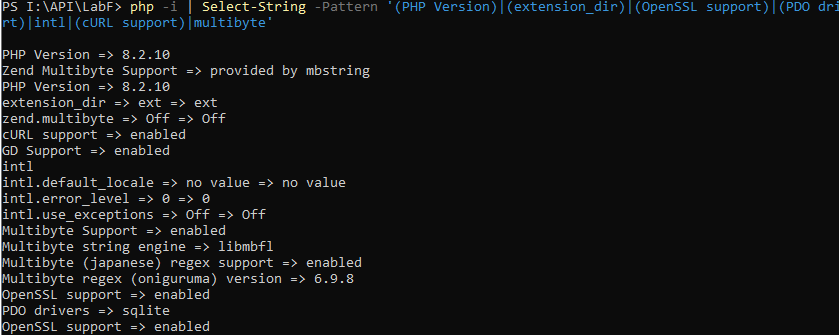 PS I:\API\LabF> php -i | Select-String -Pattern '(PHP Version)|(extension_dir)|(OpenSSL support)|(PDO dri
rt)|intl|(cURL support)|multibyte'
PHP Version => 8.2.10
Zend Multibyte Support => provided by mbstring
PHP Version => 8.2.10
extension_dir => ext => ext
zend.multibyte => Off => Off
cURL support => enabled
GD Support => enabled
intl
intl.default_locale => no value => no value
intl.error_level => 0 => 0
intl.use_exceptions => Off => Off
Multibyte Support => enabled
Multibyte string engine => libmbfl
Multibyte (japanese) regex support => enabled
Multibyte regex (oniguruma) version => 6.9.8
OpenSSL support => enabled
PDO drivers => sqlite
OpenSSL support => enabled